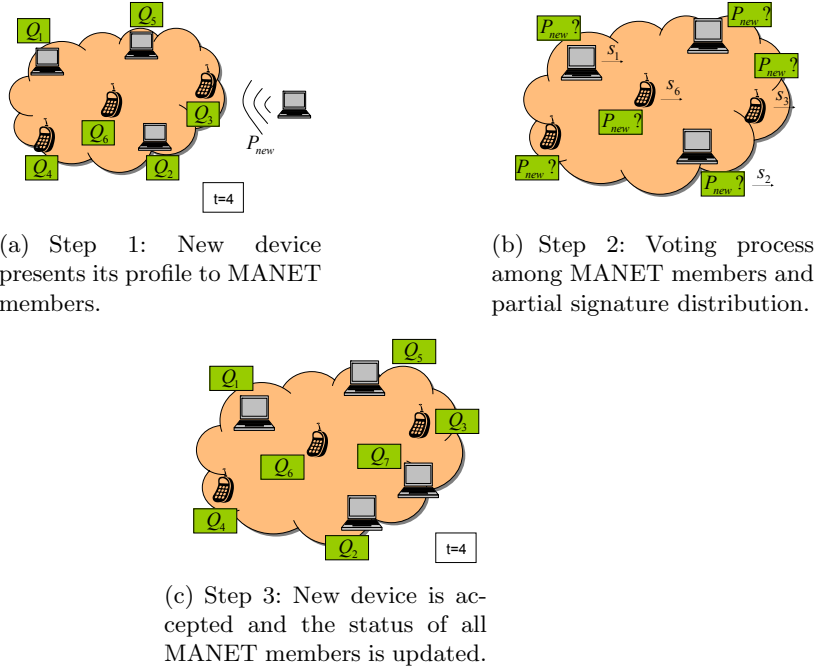 Q1
Q5
Q3
Q6
Q4
Q2
Pnew
t=4
Pnew ?
Pnew ?
s1
Pnew ?
s6
s3
Pnew ?
Pnew ?
Pnew ?
s2
(a) Step 1: New device
presents its profile to MANET
members.
(b) Step 2: Voting process
among MANET members and
partial signature distribution.
Q5
Q1
Q3
Q7
Q6
Q4
Q2
t=4
(c) Step 3: New device is ac-
cepted and the status of all
MANET members is updated.